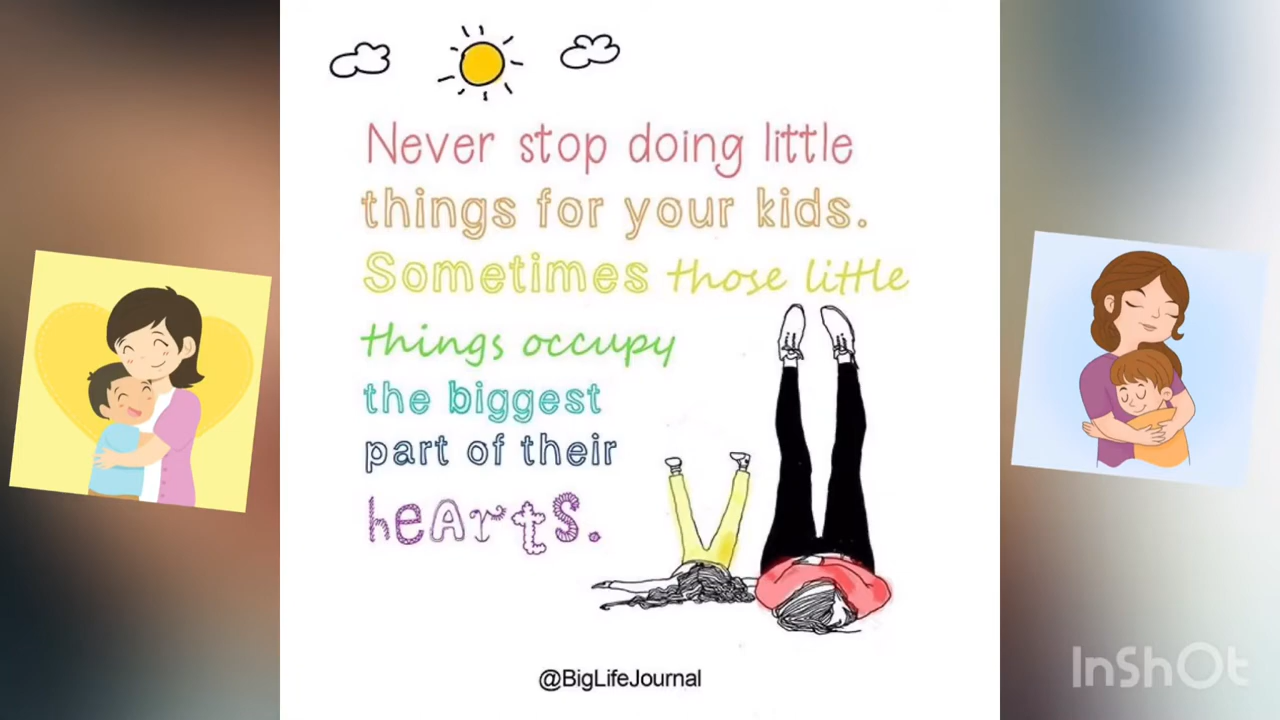 Never stop doing little
things for your kids.
Sometimes those little
things occupy
the biggest
part of their
heArts.
@BigLifeJournal
InShOt